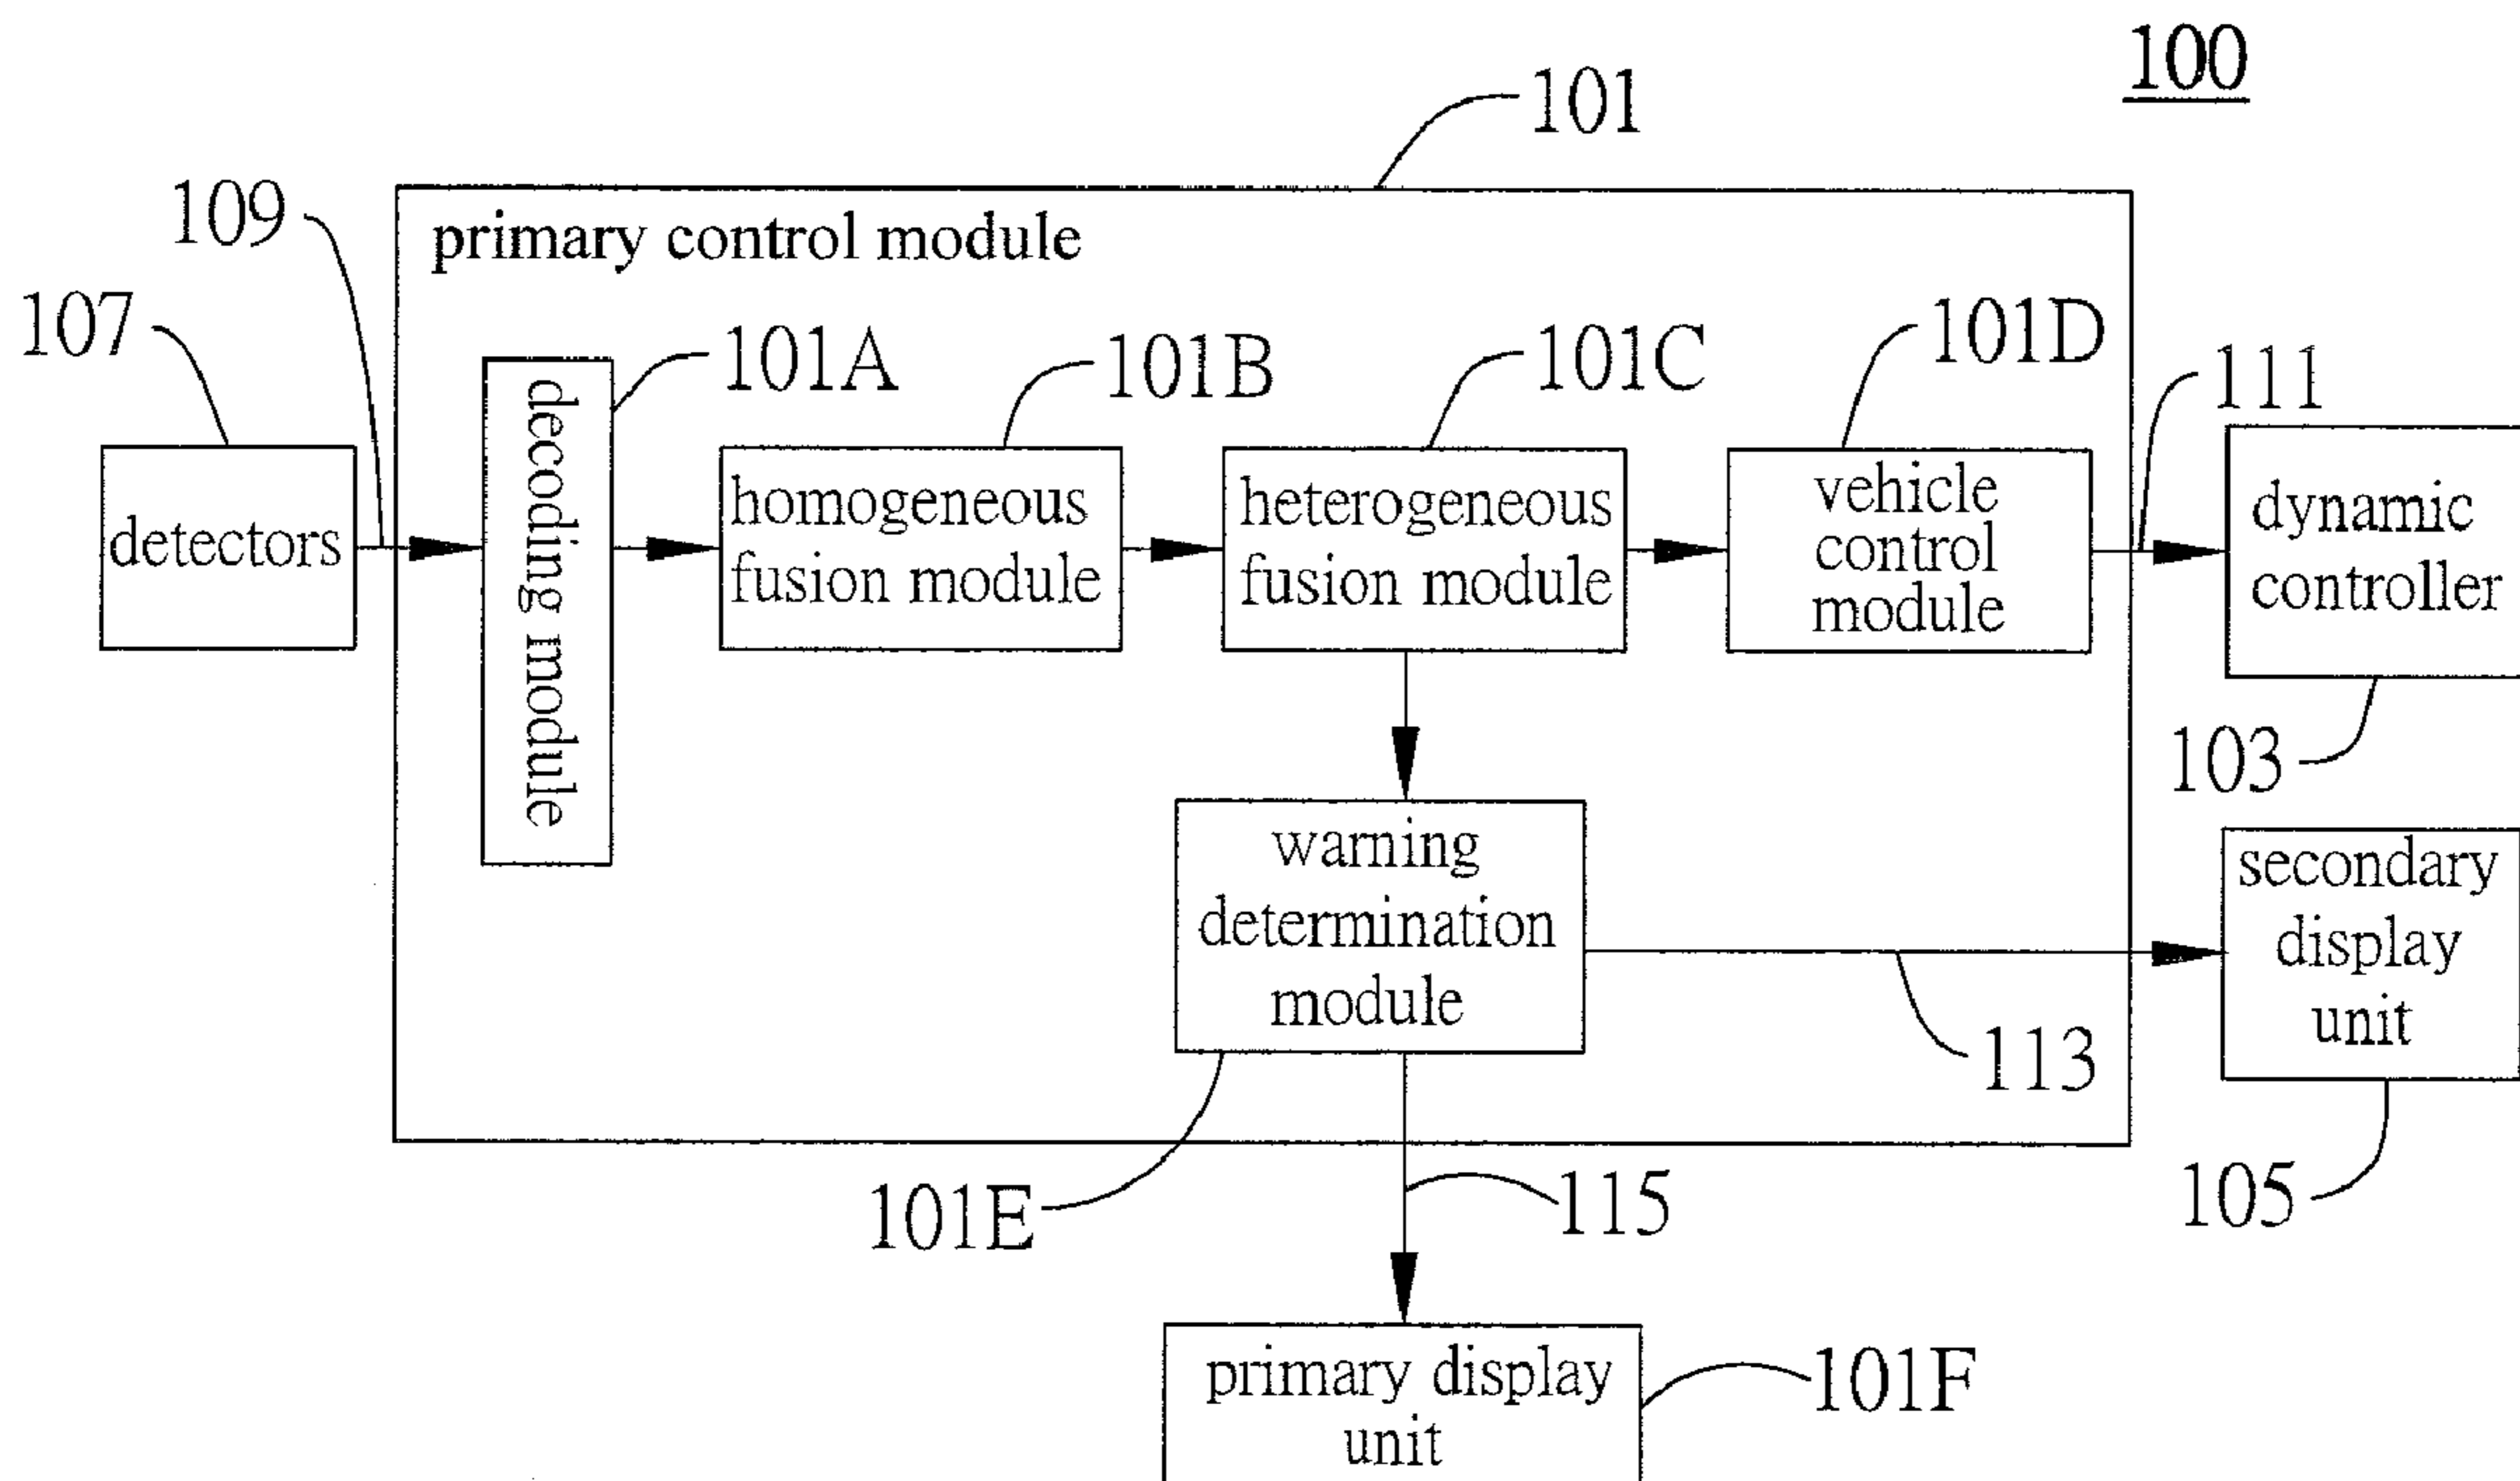 100
101
109
primary control module
107
101A
101B
101C
101D
111
detectors
decoding module
homogeneous
fusion module
heterogeneous
fusion module
vehicle
control
module
dynamic
controller
103
warning
determination
module
secondary
display
unit
113
101E
115
105
primary display
unit
101F